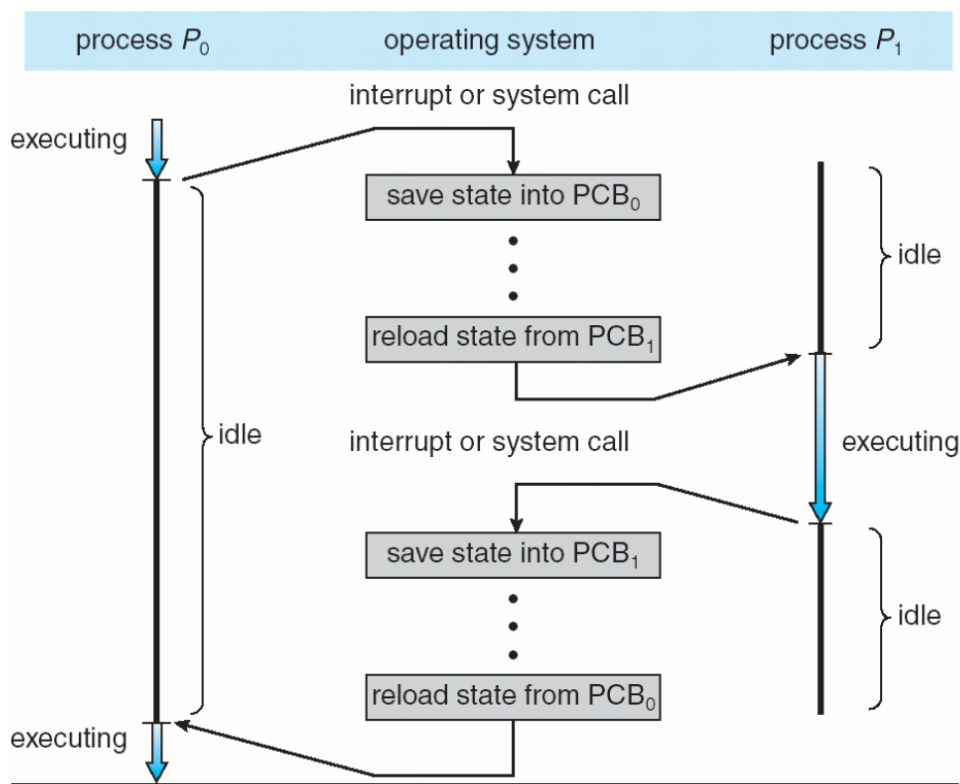 process P₀ operating system process P₁
interrupt or system call
executing
save state into PCB₀
idle
reload state from PCB₁
idle
interrupt or system call
executing
save state into PCB₁
idle
reload state from PCB₀
executing